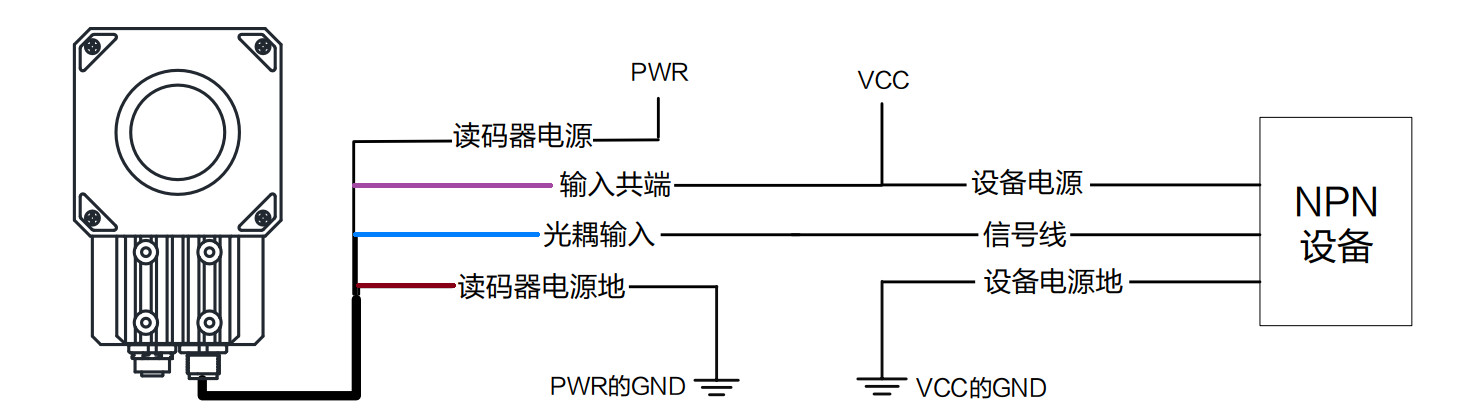 PWR
VCC
读码器电源
输入共端
设备电源
光耦输入
信号线
读码器电源地
设备电源地
NPN
设备
PWR的GND
VCC的GND